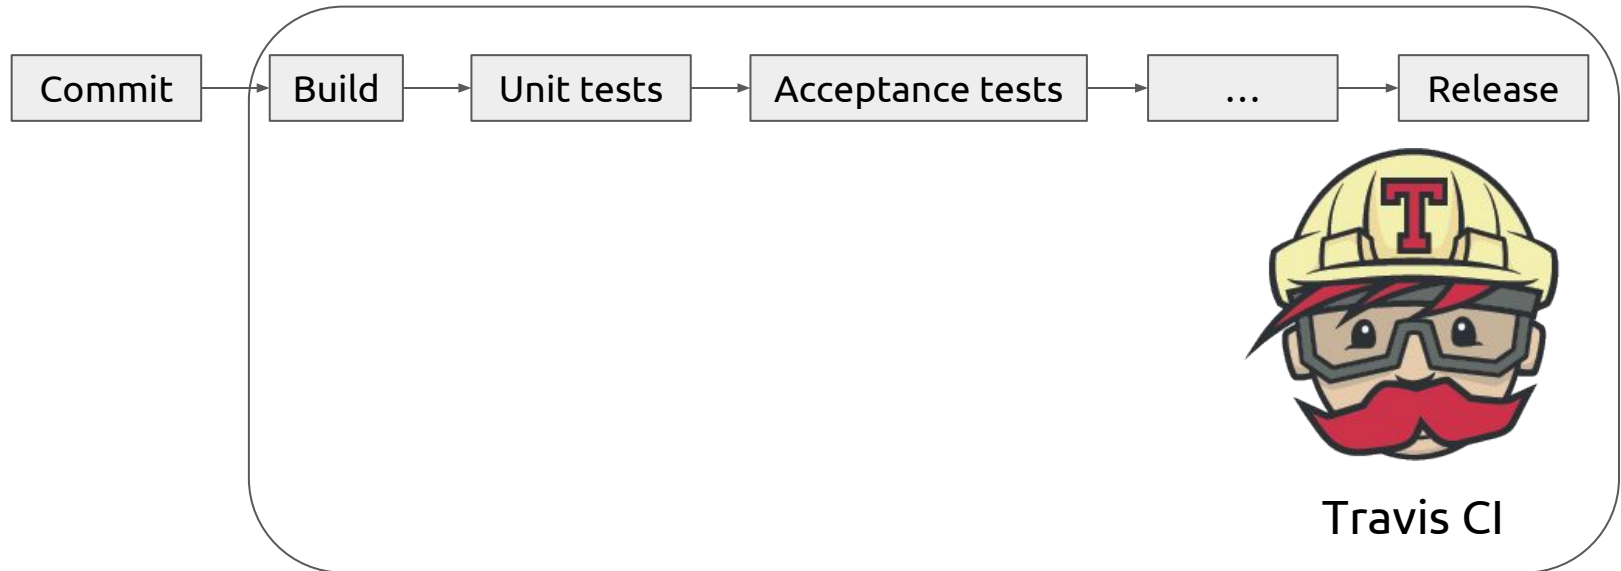 Commit
Build
Unit tests
Acceptance tests
...
Release
T
Travis CI